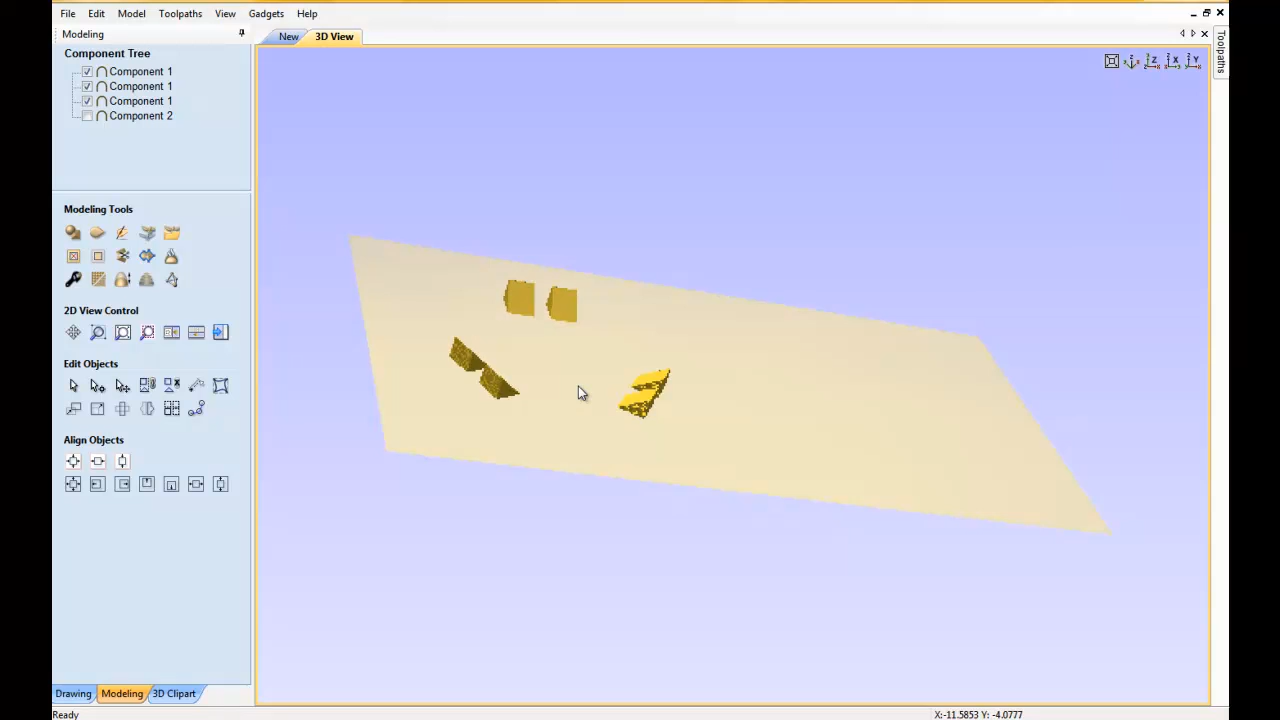 File Edit Model Toolpaths View Gadgets Help
Modeling
New 3D View
Toolpaths
Component Tree
Component 1
Component 1
Component 1
Component 2
Modeling Tools
2D View Control
Edit Objects
Align Objects
Drawing Modeling 3D Clipart
Ready X:-11.5853 Y: -4.0777